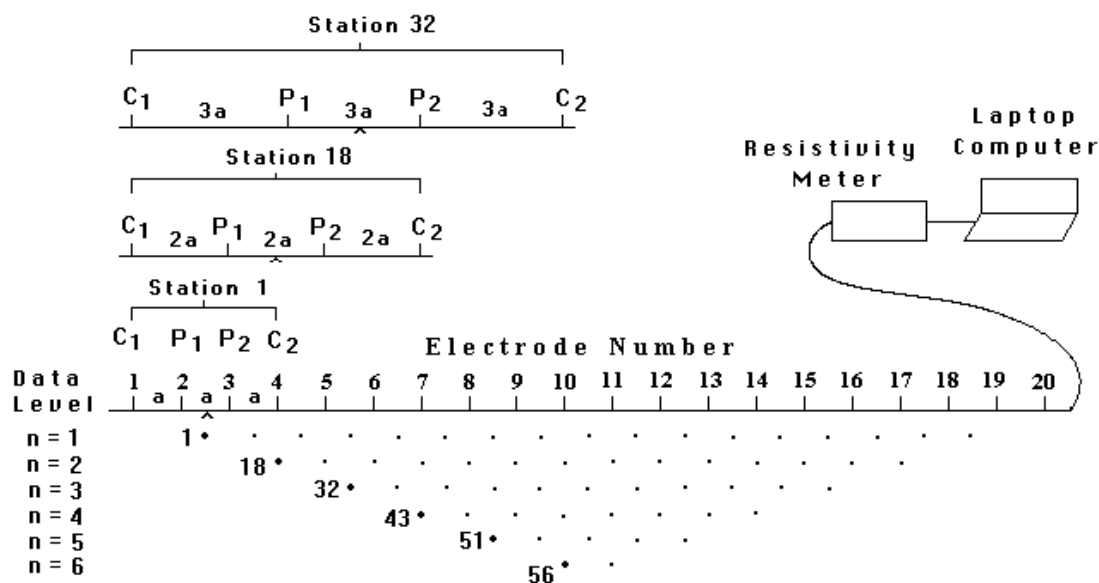 Station 32
C1 3a P1 3a P2 3a C2
Station 18
C1 2a P1 2a P2 2a C2
Station 1
C1 P1 P2 C2
Resistivity Meter
Laptop Computer
Electrode Number
Data Level
1 2 3 4 5 6 7 8 9 10 11 12 13 14 15 16 17 18 19 20
a a a
n = 1 1
n = 2 18
n = 3 32
n = 4 43
n = 5 51
n = 6 56